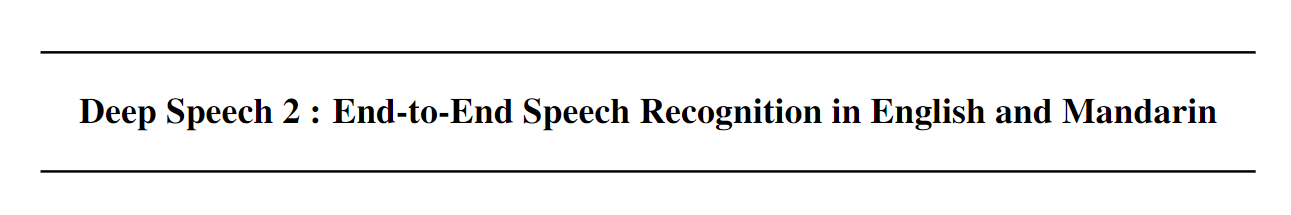 Deep Speech 2 : End-to-End Speech Recognition in English and Mandarin